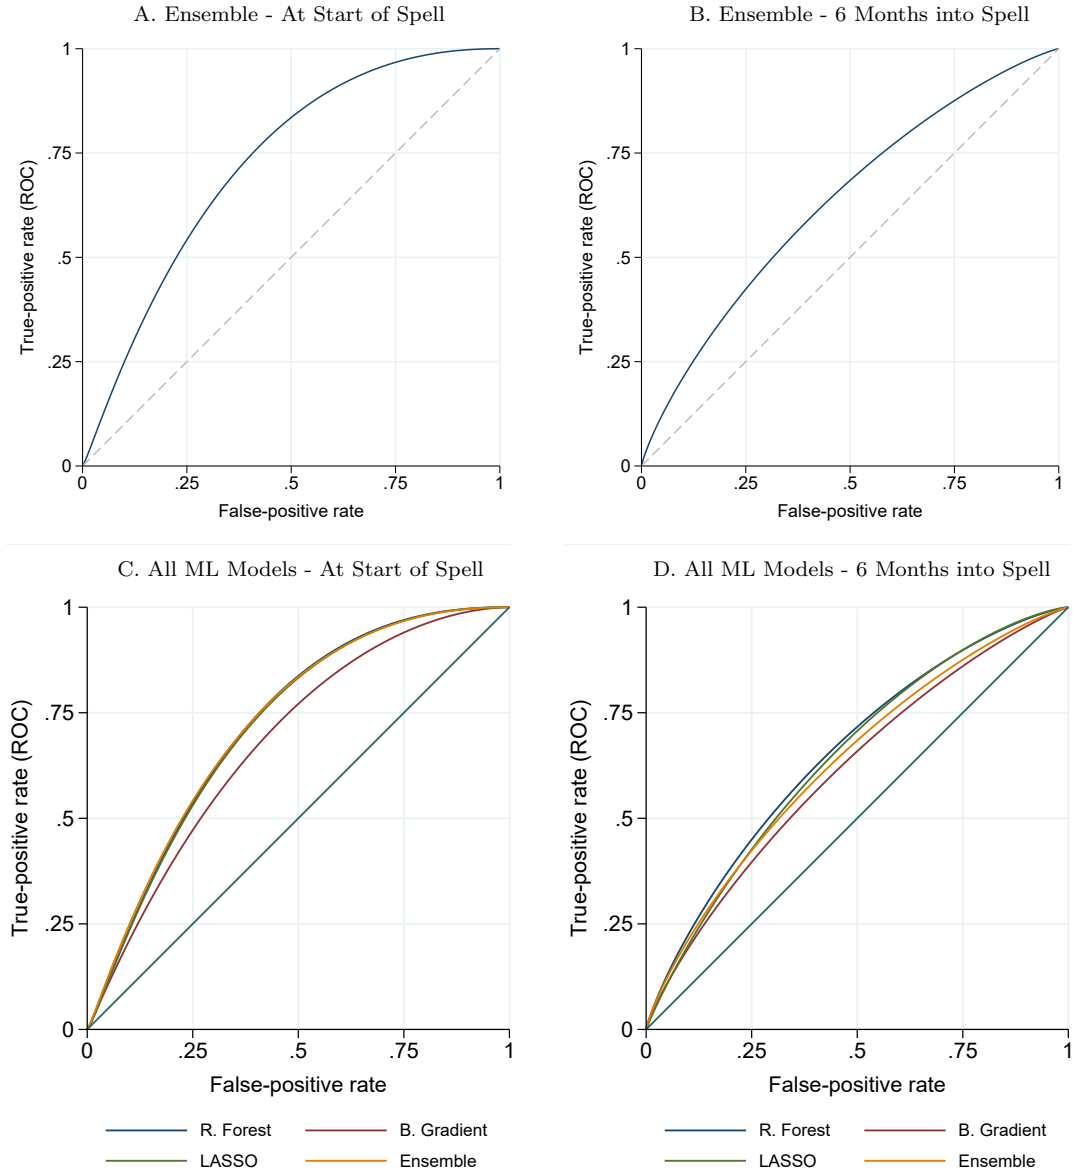 A. Ensemble - At Start of Spell
True-positive rate (ROC)
1
.75
.5
.25
0
0 .25 .5 .75 1
False-positive rate
B. Ensemble - 6 Months into Spell
True-positive rate (ROC)
1
.75
.5
.25
0
0 .25 .5 .75 1
False-positive rate
C. All ML Models - At Start of Spell
True-positive rate (ROC)
1
.75
.5
.25
0
0 .25 .5 .75 1
False-positive rate
R. Forest B. Gradient
LASSO Ensemble
D. All ML Models - 6 Months into Spell
True-positive rate (ROC)
1
.75
.5
.25
0
0 .25 .5 .75 1
False-positive rate
R. Forest B. Gradient
LASSO Ensemble